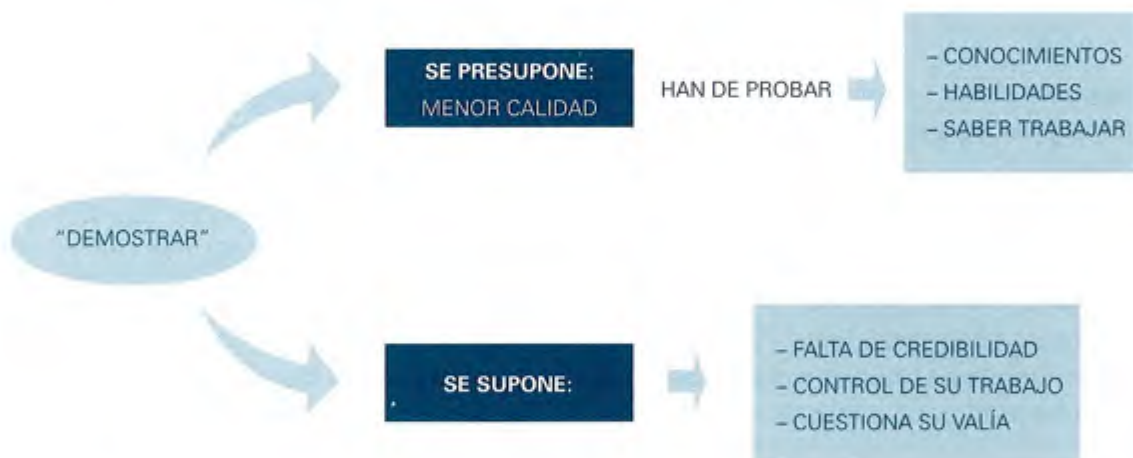 "DEMOSTRAR"
SE PRESUPONE:
MENOR CALIDAD
HAN DE PROBAR
– CONOCIMIENTOS
– HABILIDADES
– SABER TRABAJAR
SE SUPONE:
– FALTA DE CREDIBILIDAD
– CONTROL DE SU TRABAJO
– CUESTIONA SU VALÍA